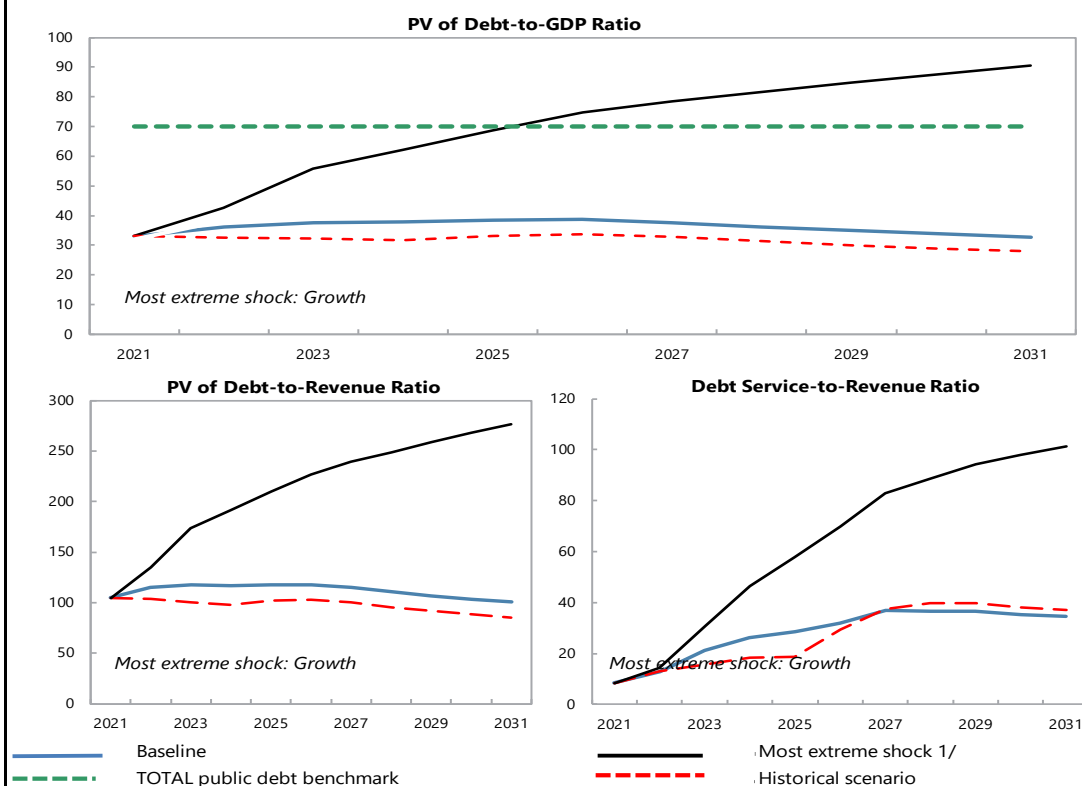 PV of Debt-to-GDP Ratio
100
90
80
70
60
50
40
30
20
10
0
Most extreme shock: Growth
2021 2023 2025 2027 2029 2031
PV of Debt-to-Revenue Ratio
300
250
200
150
100
50
0
Most extreme shock: Growth
2021 2023 2025 2027 2029 2031
Debt Service-to-Revenue Ratio
120
100
80
60
40
20
0
Most extreme shock: Growth
2021 2023 2025 2027 2029 2031
Baseline
TOTAL public debt benchmark
Most extreme shock 1/
Historical scenario